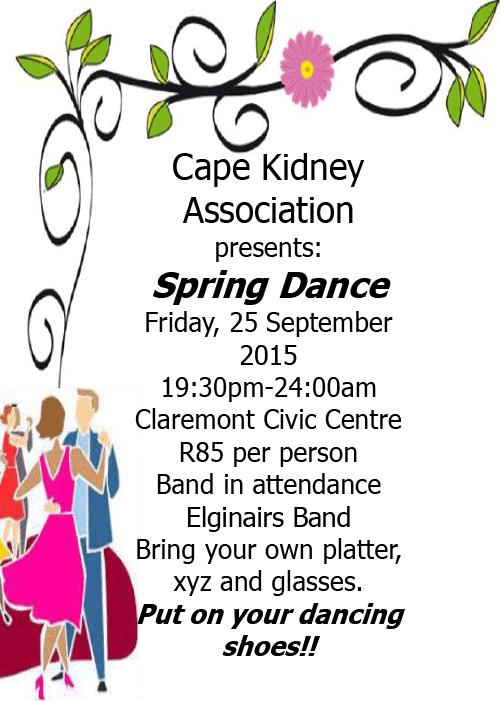 Cape Kidney
Association
presents:
Spring Dance
Friday, 25 September
2015
19:30pm-24:00am
Claremont Civic Centre
R85 per person
Band in attendance
Elginairs Band
Bring your own platter,
xyz and glasses.
Put on your dancing
shoes!!